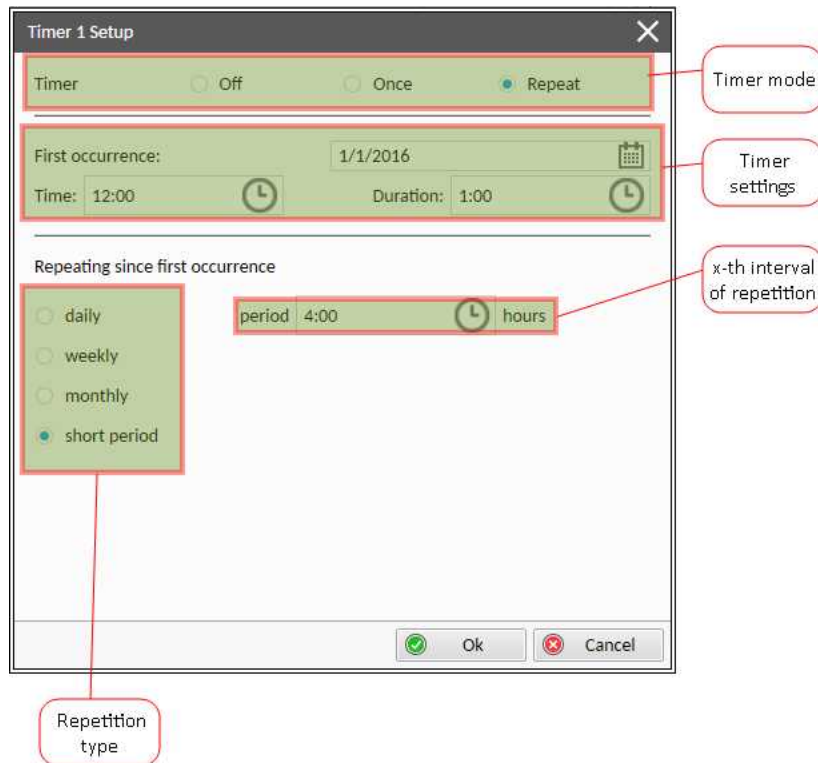 Timer 1 Setup
Timer Off Once Repeat
Timer mode
First occurrence: 1/1/2016
Time: 12:00 Duration: 1:00
Timer
settings
Repeating since first occurrence
x-th interval
of repetition
daily period 4:00 hours
weekly
monthly
short period
Ok Cancel
Repetition
type